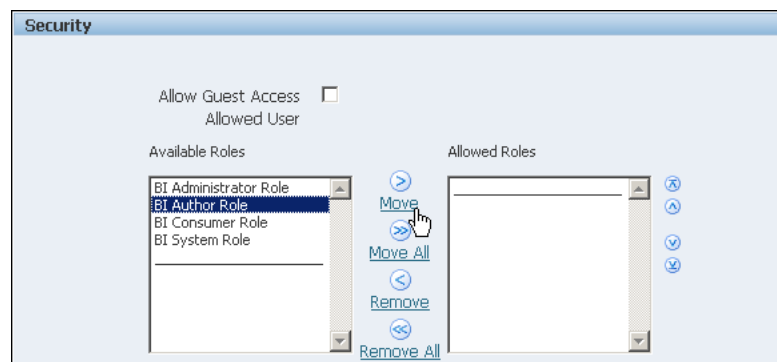 Security
Allow Guest Access
Allowed User
Available Roles
Allowed Roles
BI Administrator Role
BI Author Role
BI Consumer Role
BI System Role
Move
Move All
Remove
Remove All